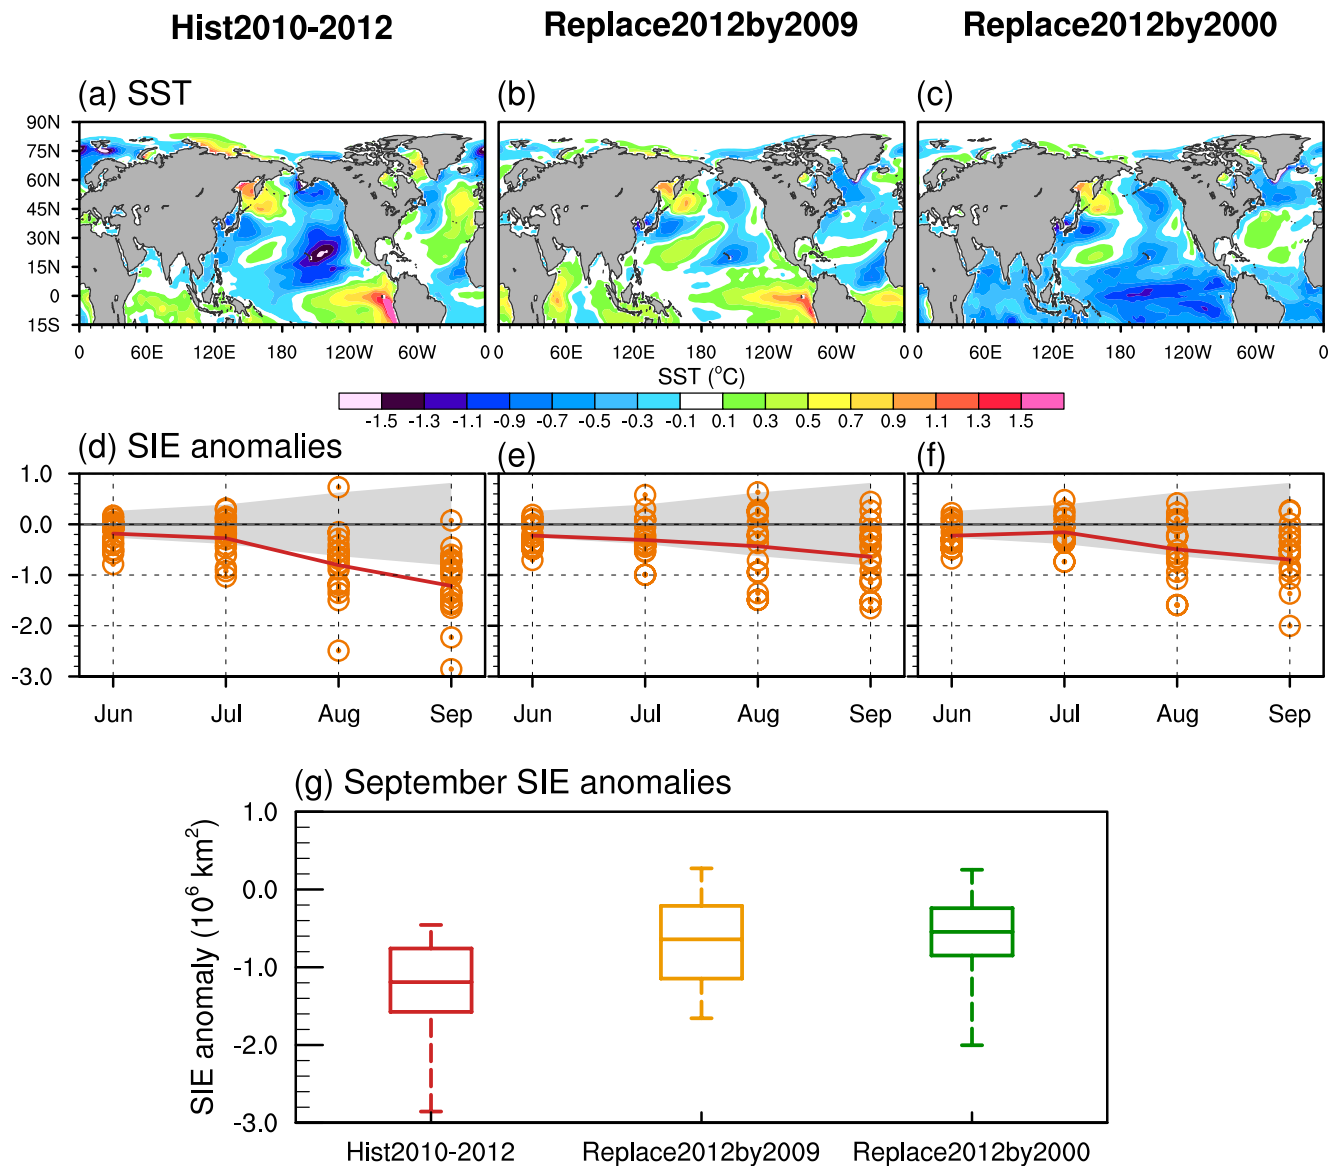 Hist2010-2012 Replace2012by2009 Replace2012by2000
(a) SST (b) (c)
90N
75N
60N
45N
30N
15N
0
15S
0 60E 120E 180 120W 60W 0 0 60E 120E 180 120W 60W 0 0 60E 120E 180 120W 60W 0
SST (°C)
-1.5 -1.3 -1.1 -0.9 -0.7 -0.5 -0.3 -0.1 0.1 0.3 0.5 0.7 0.9 1.1 1.3 1.5
(d) SIE anomalies (e) (f)
1.0
0.0
-1.0
-2.0
-3.0
Jun Jul Aug Sep Jun Jul Aug Sep Jun Jul Aug Sep
(g) September SIE anomalies
SIE anomaly (10⁶ km²)
1.0
0.0
-1.0
-2.0
-3.0
Hist2010-2012 Replace2012by2009 Replace2012by2000